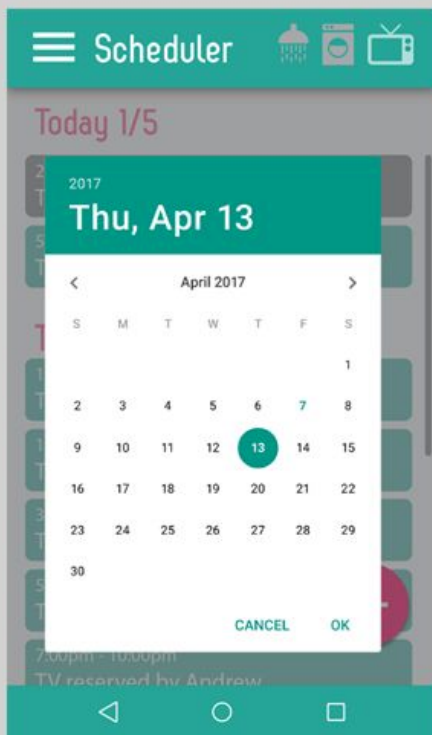 Scheduler
Today 1/5
2017
Thu, Apr 13
April 2017
S M T W T F S
1
2 3 4 5 6 7 8
9 10 11 12 13 14 15
16 17 18 19 20 21 22
23 24 25 26 27 28 29
30
CANCEL OK
7:00pm - 10:00pm
TV reserved by Andrew